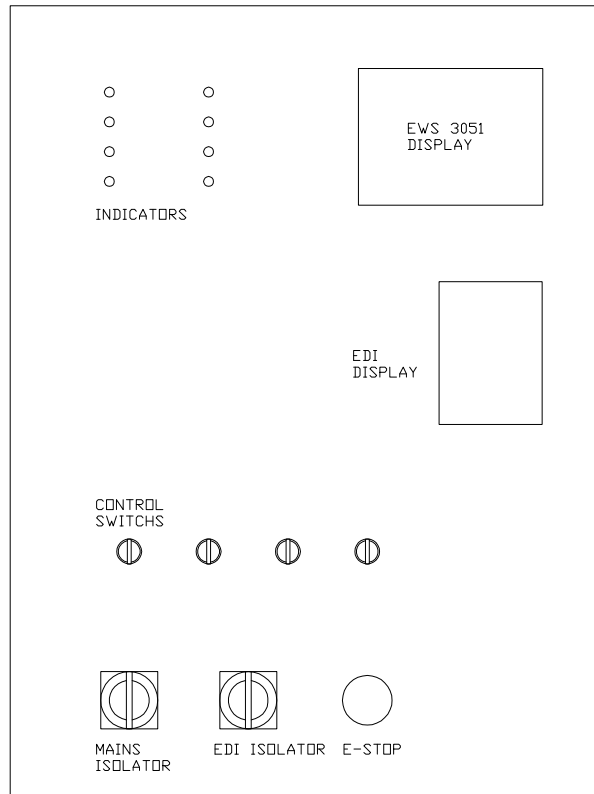 EWS 3051
DISPLAY
INDICATORS
EDI
DISPLAY
CONTROL
SWITCHS
MAINS
ISOLATOR
EDI ISOLATOR
E-STOP